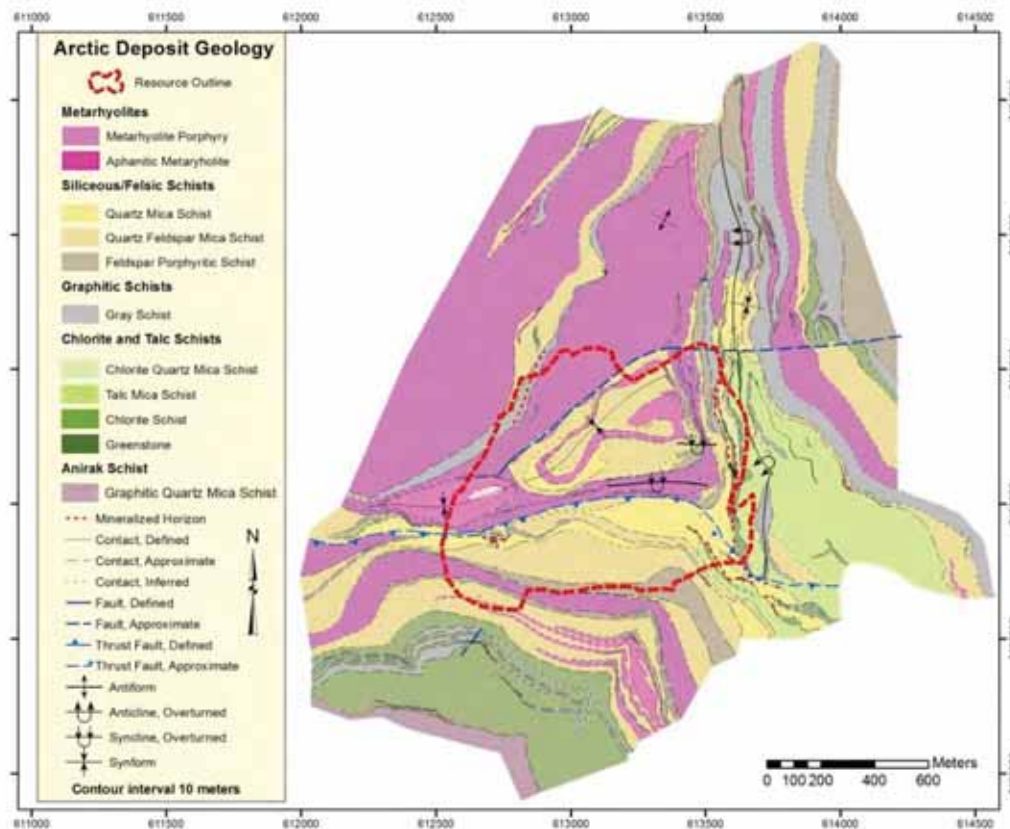 611000 611500 612000 612500 613000 613500 614000 614500
Arctic Deposit Geology
Resource Outline
Metarhyolites
Metarhyolite Porphyry
Aphanitic Metaryholite
Siliceous/Felsic Schists
Quartz Mica Schist
Quartz Feldspar Mica Schist
Feldspar Porphyritic Schist
Graphitic Schists
Gray Schist
Chlorite and Talc Schists
Chlorite Quartz Mica Schist
Talc Mica Schist
Chlorite Schist
Greenstone
Anirak Schist
Graphitic Quartz Mica Schist
Mineralized Horizon
Contact, Defined
Contact, Approximate
Contact, Inferred
Fault, Defined
Fault, Approximate
Thrust Fault, Defined
Thrust Fault, Approximate
Antiform
Anticline, Overturned
Syncline, Overturned
Synform
Contour interval 10 meters
N
Meters
0 100 200 400 600
611000 611500 612000 612500 613000 613500 614000 614500